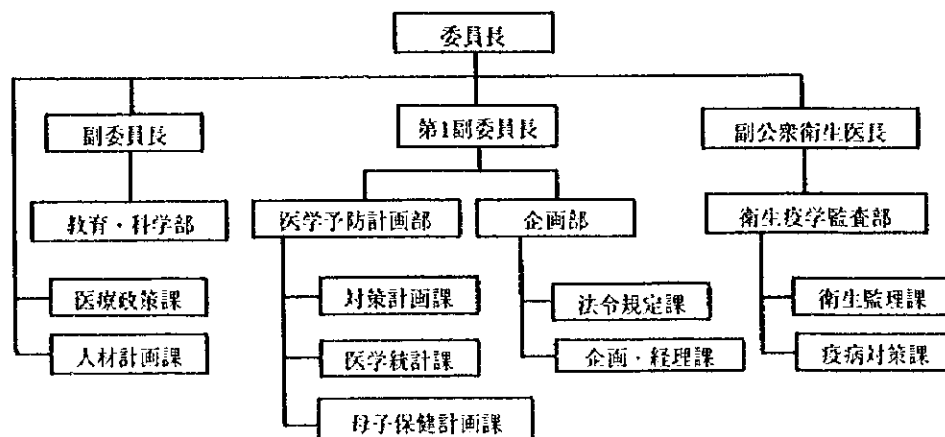 委員長
副委員長
第1副委員長
副公衆衛生医長
教育・科学部
医学予防計画部
企画部
衛生疫学監査部
医療政策課
対策計画課
法令規定課
衛生監理課
人材計画課
医学統計課
企画・経理課
疫病対策課
母子保健計画課